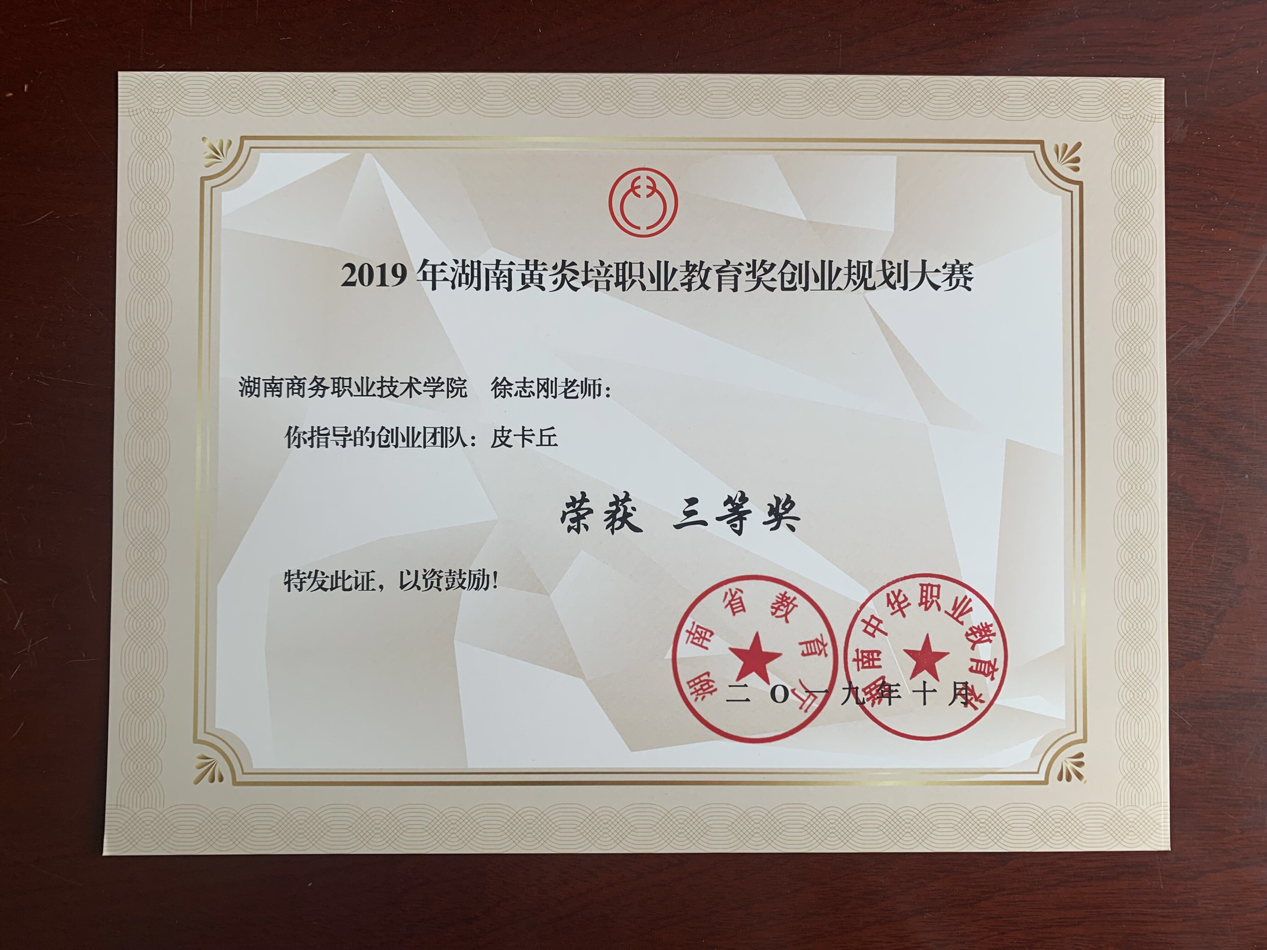 2019 年湖南黄炎培职业教育奖创业规划大赛
湖南商务职业技术学院 徐志刚老师：
你指导的创业团队：皮卡丘
荣获 三等奖
特发此证，以资鼓励！
湖南省教育厅
湖南中华职业教育社
二〇一九年十月